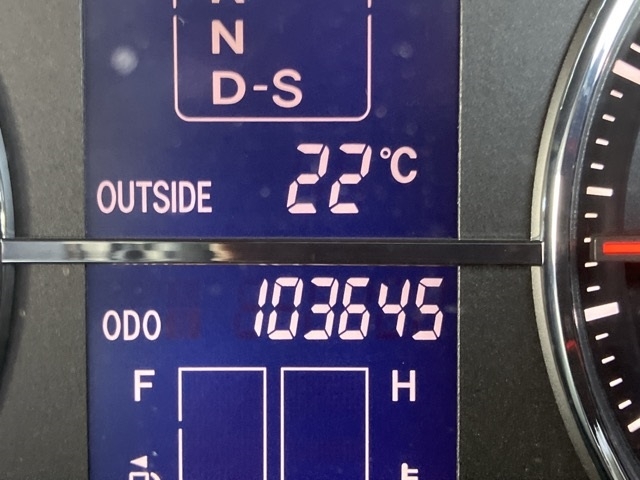 N
D-S
OUTSIDE 22°C
ODO 103645
F H